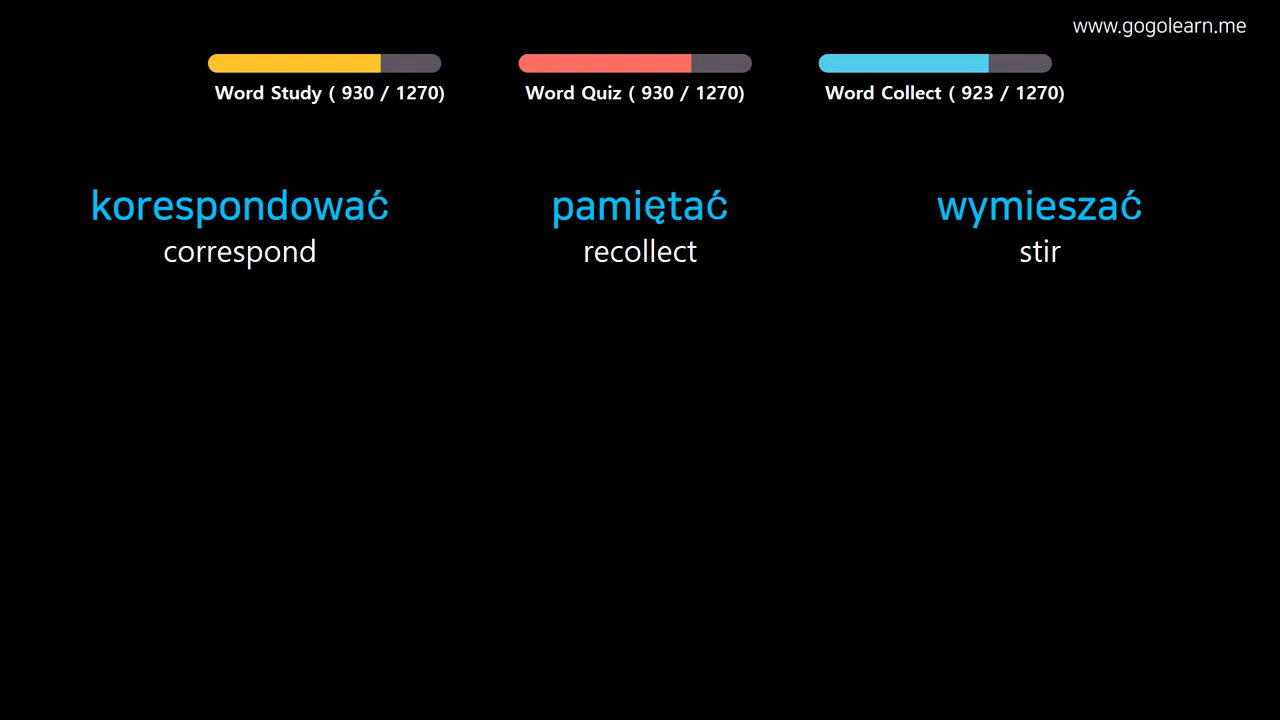 www.gogolearn.me
Word Study ( 930 / 1270)
Word Quiz ( 930 / 1270)
Word Collect ( 923 / 1270)
korespondować
correspond
pamiętać
recollect
wymieszać
stir